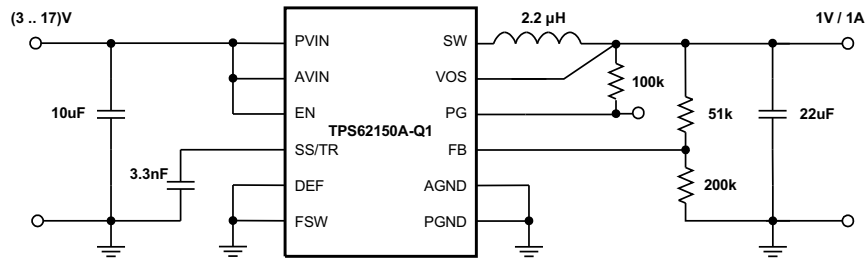 (3 .. 17)V
2.2 µH
1V / 1A
PVIN
SW
AVIN
VOS
100k
10uF
EN
PG
51k
22uF
TPS62150A-Q1
SS/TR
FB
3.3nF
DEF
AGND
200k
FSW
PGND